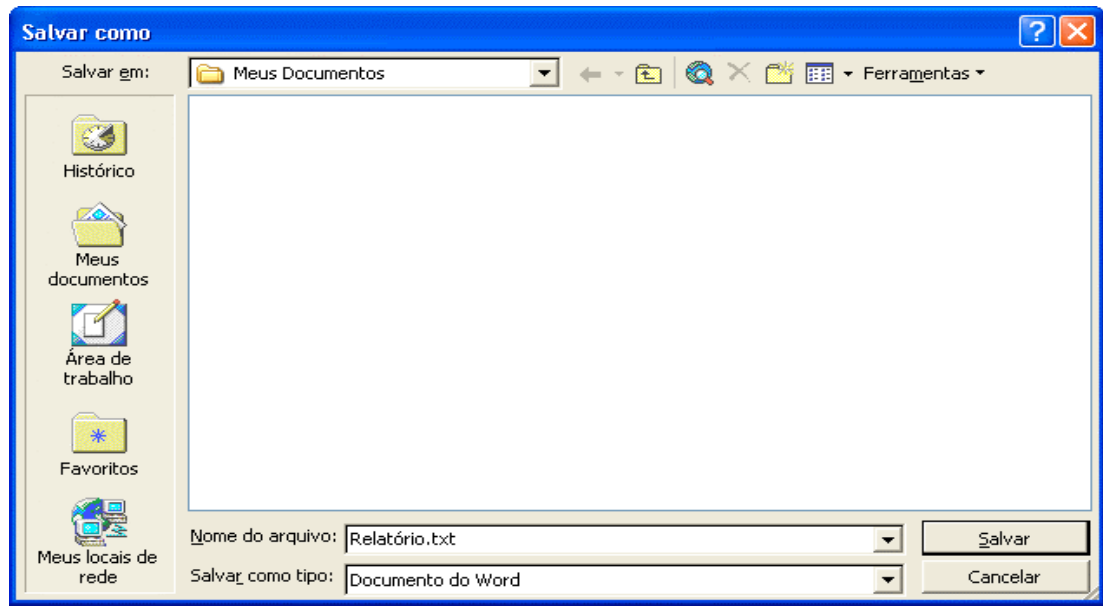 Salvar como
Salvar em:
Meus Documentos
Ferramentas
Histórico
Meus
documentos
Área de
trabalho
Favoritos
Meus locais de
rede
Nome do arquivo:
Relatório.txt
Salvar
Salvar como tipo:
Documento do Word
Cancelar